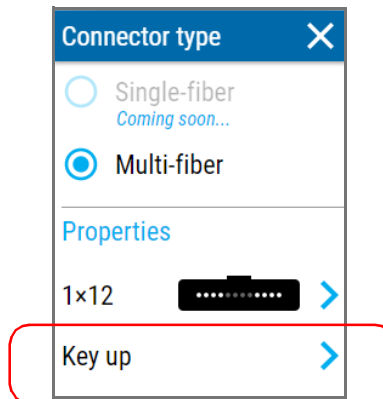 Connector type
Single-fiber
Coming soon...
Multi-fiber
Properties
1×12
Key up